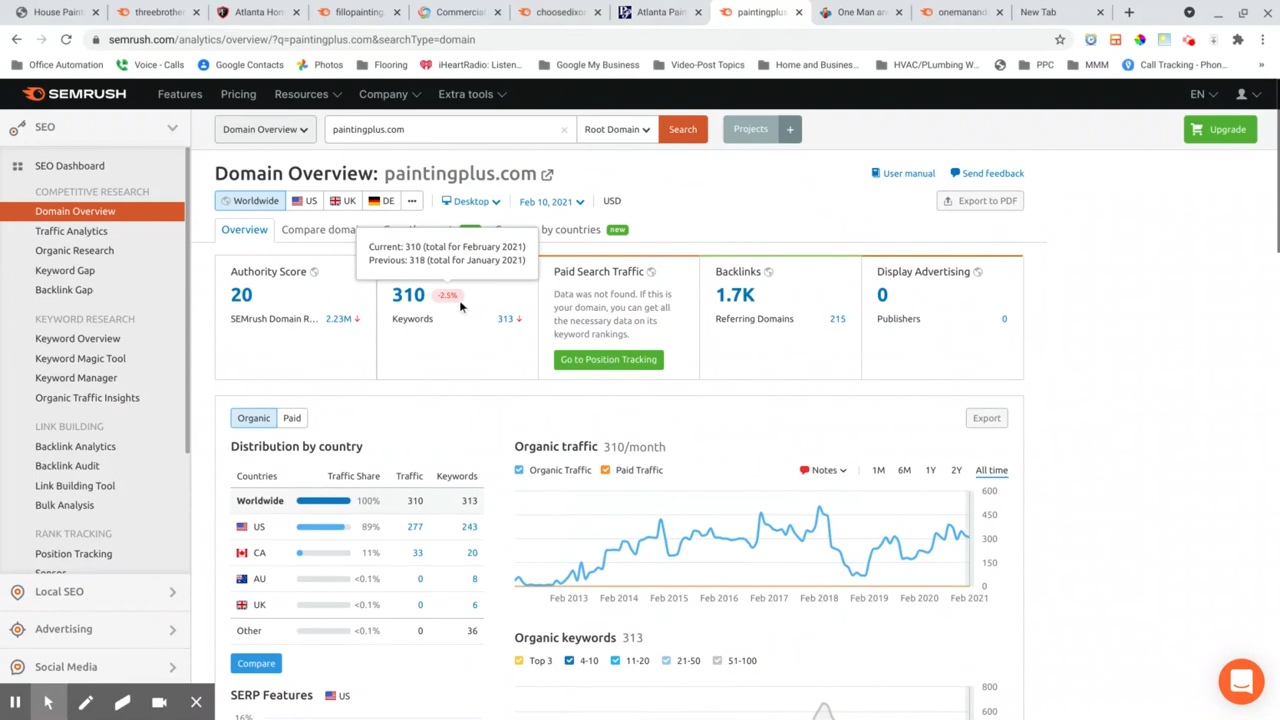 House Paint
threebrother
Atlanta Hom
fillopainting.
Commercial
choosedixon
Atlanta Pain
paintingplus
One Man and
onemanand
New Tab
semrush.com/analytics/overview/?q=paintingplus.com&searchType=domain
Office Automation
Voice - Calls
Google Contacts
Photos
Flooring
iHeartRadio: Listen...
Google My Business
Video-Post Topics
Home and Busines...
HVAC/PLumbing W...
PPC
MMM
Call Tracking - Phon...
»
SEMRUSH
Features
Pricing
Resources
Company
Extra tools
EN
SEO
Domain Overview
paintingplus.com
Root Domain
Search
Projects
+
Upgrade
SEO Dashboard
COMPETITIVE RESEARCH
Domain Overview
Traffic Analytics
Organic Research
Keyword Gap
Backlink Gap
KEYWORD RESEARCH
Keyword Overview
Keyword Magic Tool
Keyword Manager
Organic Traffic Insights
LINK BUILDING
Backlink Analytics
Backlink Audit
Link Building Tool
Bulk Analysis
RANK TRACKING
Position Tracking
Sensor
Local SEO
Advertising
Social Media
Domain Overview: paintingplus.com
User manual
Send feedback
Worldwide
US
UK
DE
...
Desktop
Feb 10, 2021
USD
Export to PDF
Overview
Compare doma
by countries
new
Current: 310 (total for February 2021)
Previous: 318 (total for January 2021)
Authority Score
20
SEMrush Domain R... 2.23M
310 -2.5%
Keywords 313
Paid Search Traffic
Data was not found. If this is
your domain, you can get all
the necessary data on its
keyword rankings.
Go to Position Tracking
Backlinks
1.7K
Referring Domains 215
Display Advertising
0
Publishers 0
Organic
Paid
Export
Distribution by country
Countries Traffic Share Traffic Keywords
Worldwide 100% 310 313
US 89% 277 243
CA 11% 33 20
AU <0.1% 0 8
UK <0.1% 0 6
Other <0.1% 0 36
Compare
SERP Features US
16%
Organic traffic 310/month
Organic Traffic
Paid Traffic
Notes
1M
6M
1Y
2Y
All time
600
450
300
150
0
Feb 2013
Feb 2014
Feb 2015
Feb 2016
Feb 2017
Feb 2018
Feb 2019
Feb 2020
Feb 2021
Organic keywords 313
Top 3
4-10
11-20
21-50
51-100
800
600